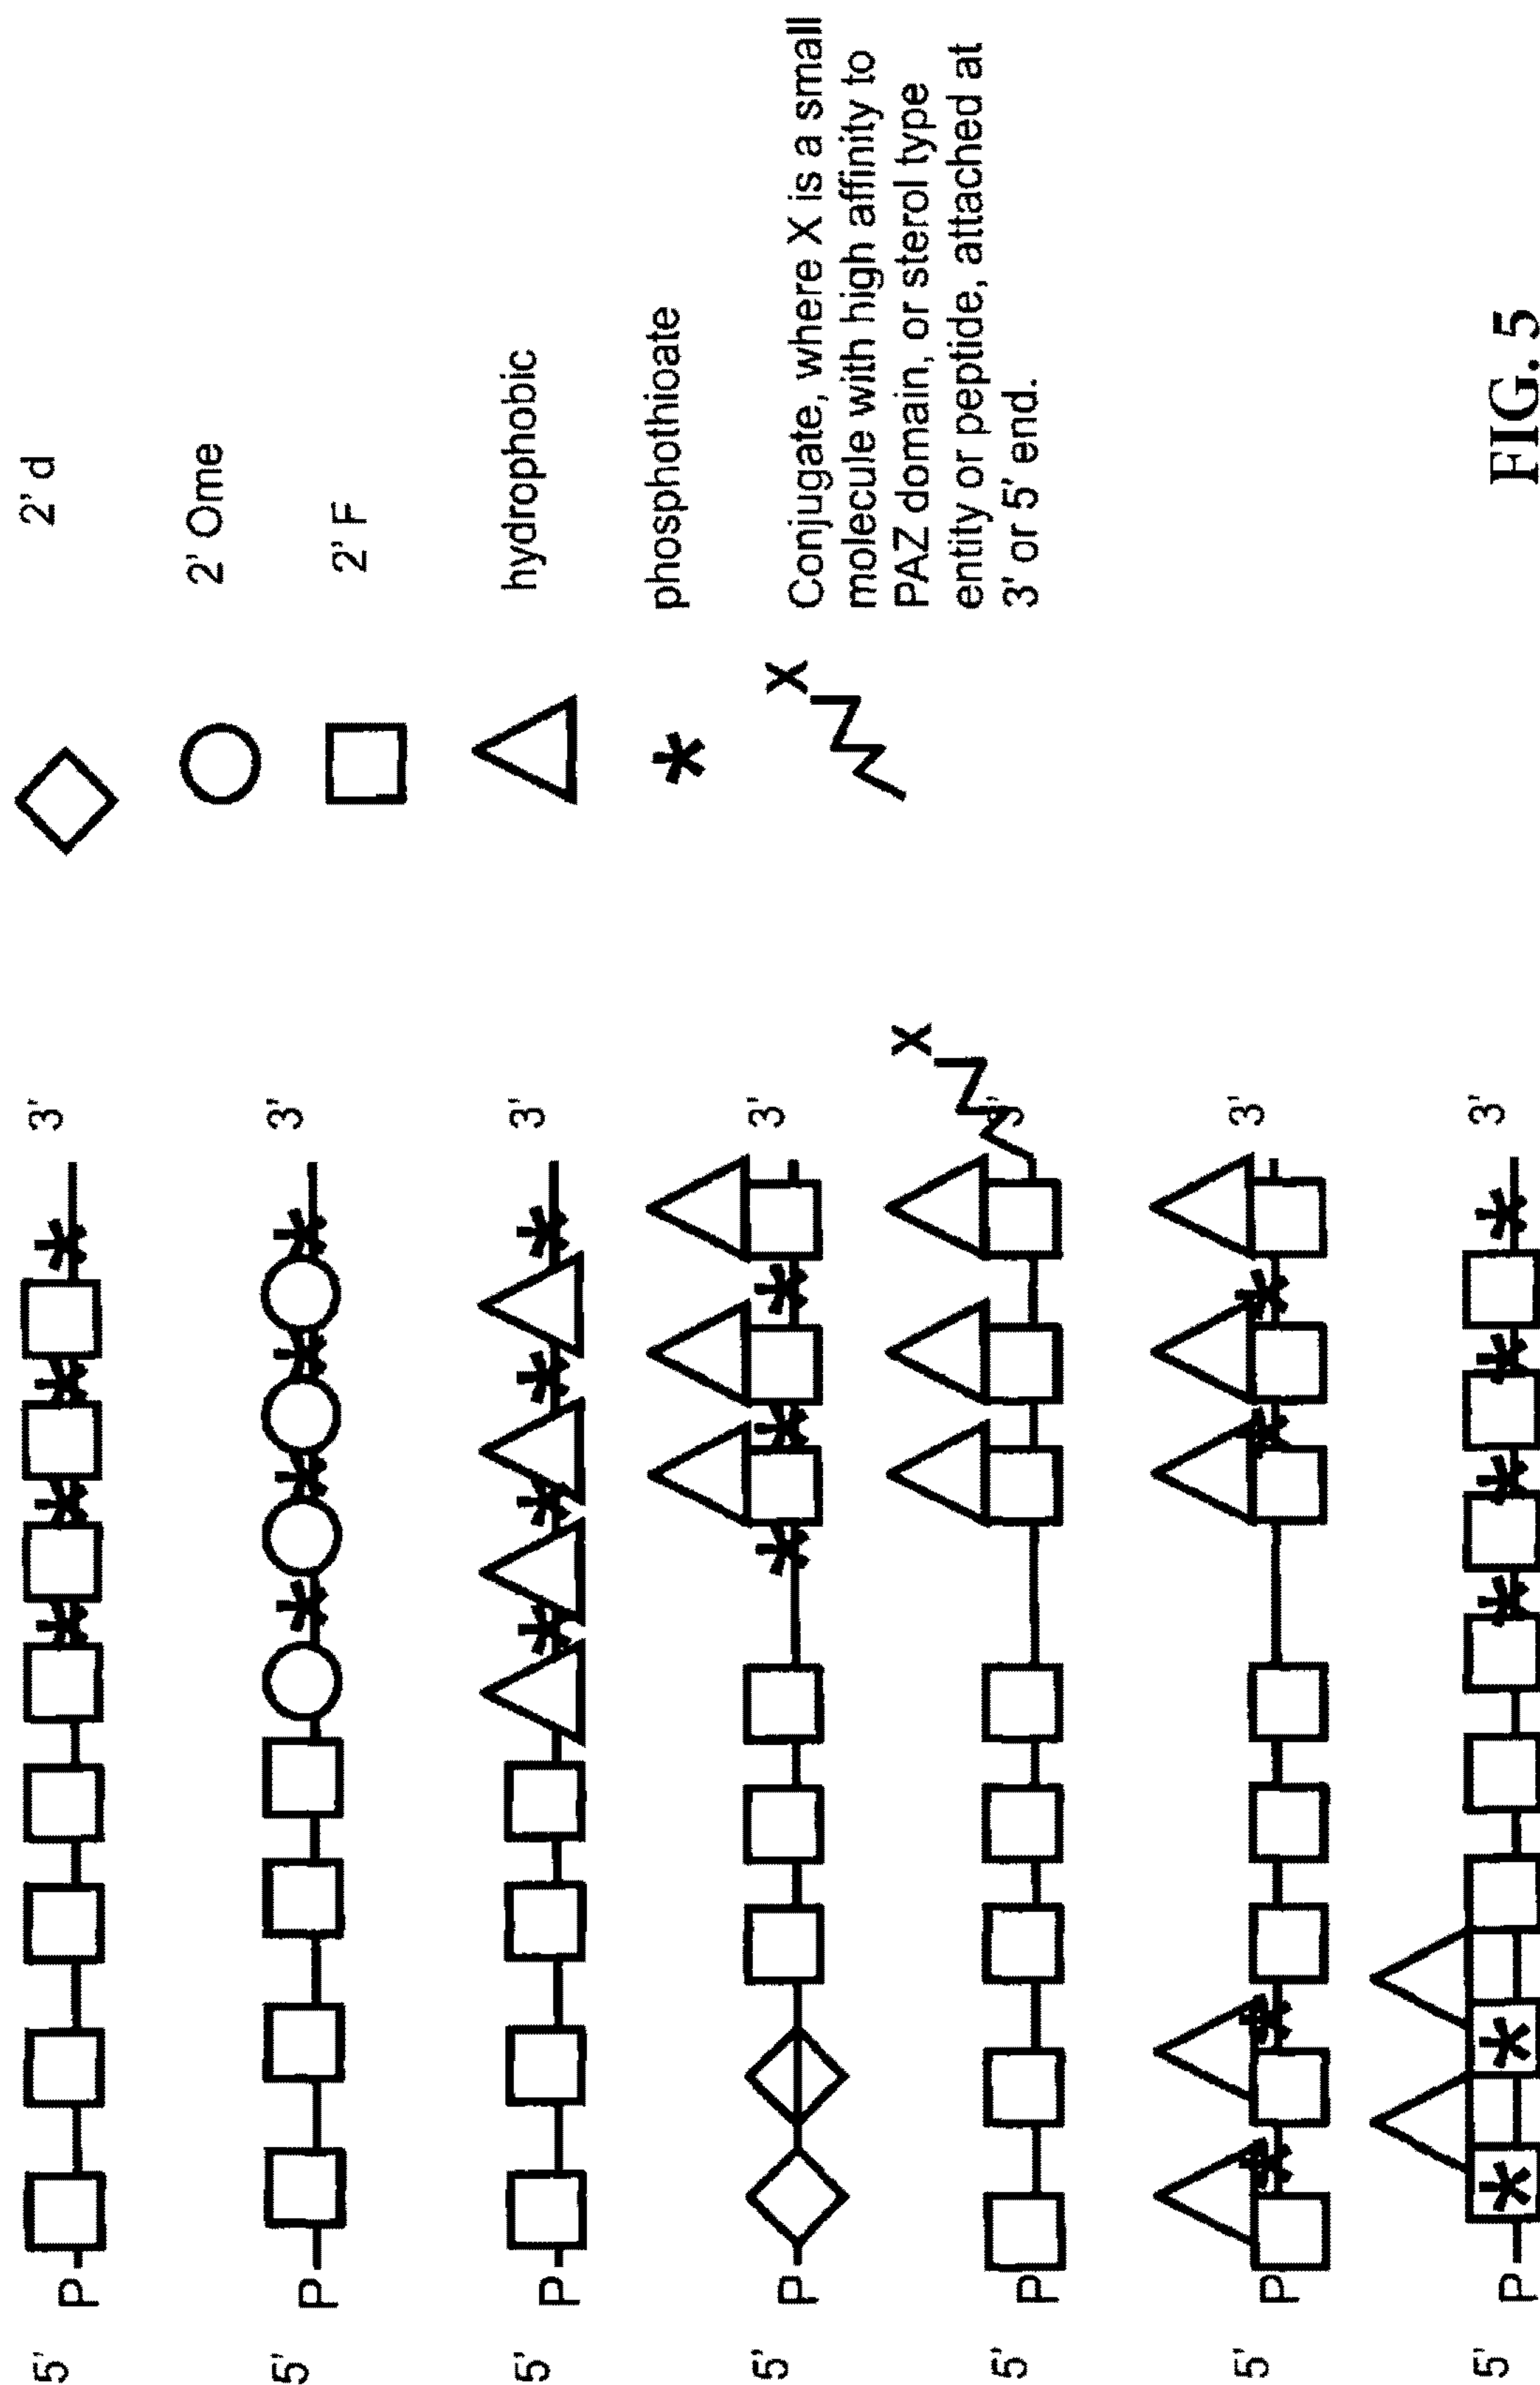 5' P 3'
5' P 3'
5' P 3'
5' P 3'
X
5' P 3'
5' P 3'
5' P 3'
2' d
2' Ome
2' F
hydrophobic
phosphothioate
X
Conjugate, where X is a small
molecule with high affinity to
PAZ domain, or sterol type
entity or peptide, attached at
3' or 5' end.
FIG. 5